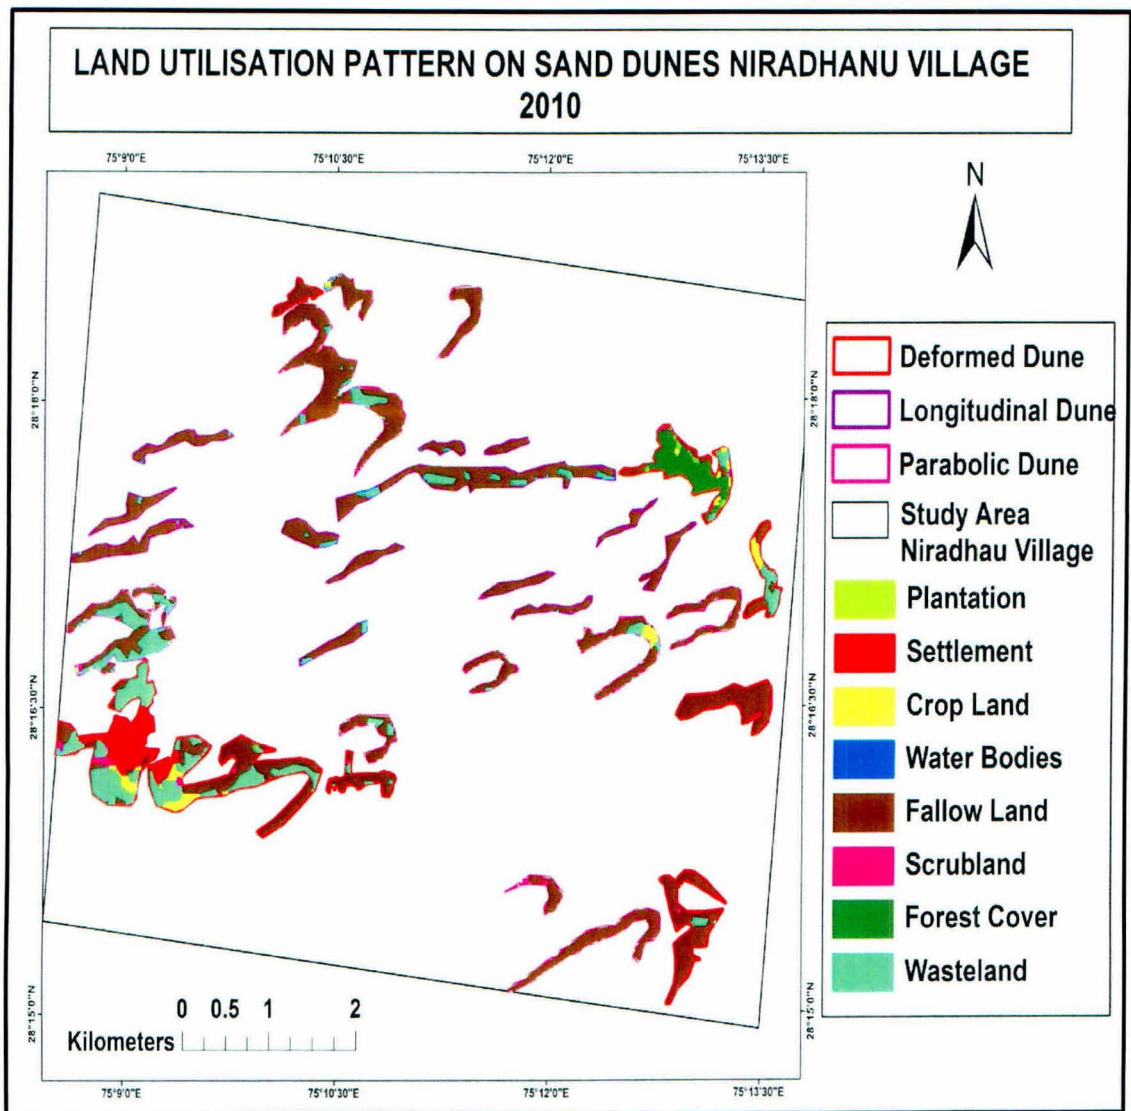 LAND UTILISATION PATTERN ON SAND DUNES NIRADHANU VILLAGE
2010
75°9'0"E 75°10'30"E 75°12'0"E 75°13'30"E
N
28°18'0"N 28°18'0"N
28°16'30"N 28°16'30"N
28°15'0"N 28°15'0"N
Deformed Dune
Longitudinal Dune
Parabolic Dune
Study Area
Niradhau Village
Plantation
Settlement
Crop Land
Water Bodies
Fallow Land
Scrubland
Forest Cover
Wasteland
0 0.5 1 2
Kilometers
75°9'0"E 75°10'30"E 75°12'0"E 75°13'30"E